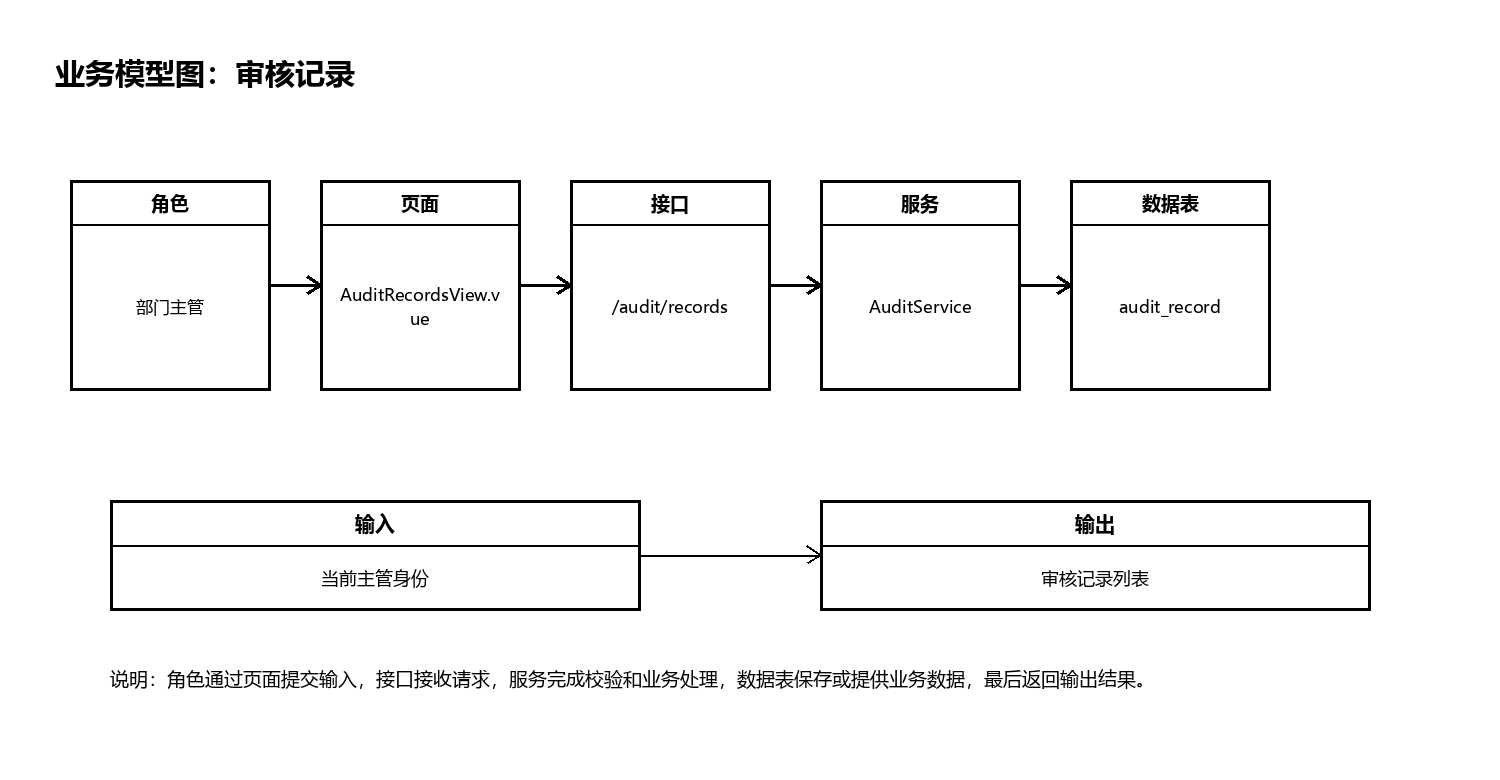 业务模型图：审核记录
角色
页面
接口
服务
数据表
部门主管
AuditRecordsView.v
ue
/audit/records
AuditService
audit_record
输入
输出
当前主管身份
审核记录列表
说明：角色通过页面提交输入，接口接收请求，服务完成校验和业务处理，数据表保存或提供业务数据，最后返回输出结果。